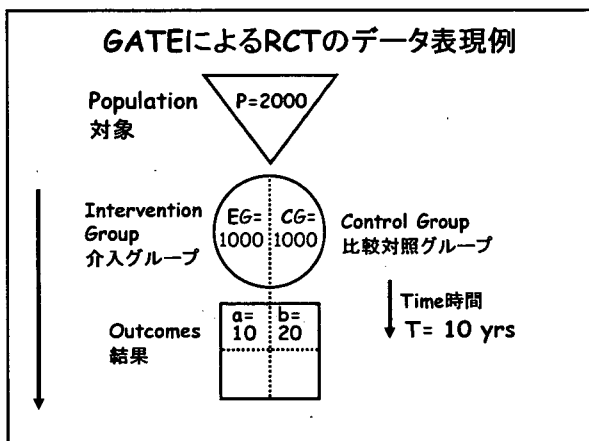 GATEによるRCTのデータ表現例
Population
対象
P=2000
Intervention
Group
介入グループ
EG=
1000
CG=
1000
Control Group
比較対照グループ
Outcomes
結果
a=
10
b=
20
Time時間
T= 10 yrs